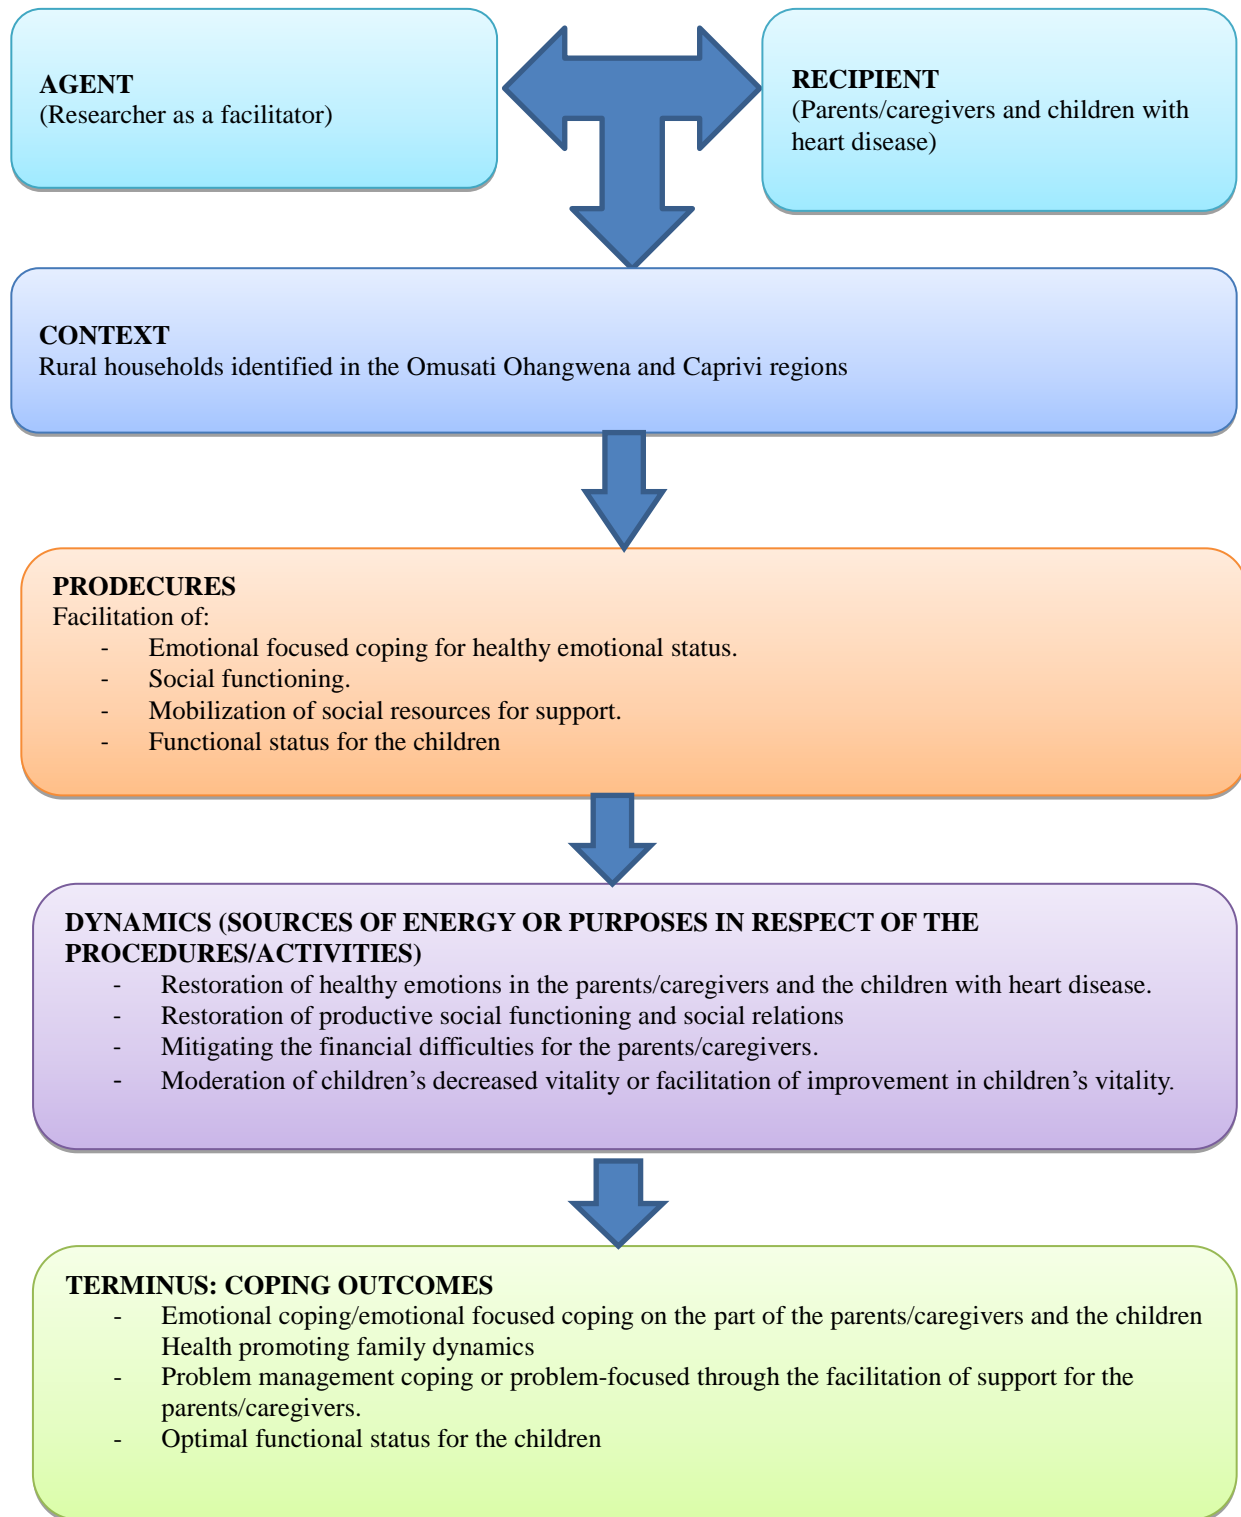 AGENT
(Researcher as a facilitator)
RECIPIENT
(Parents/caregivers and children with
heart disease)
CONTEXT
Rural households identified in the Omusati Ohangwena and Caprivi regions
PRODECURES
Facilitation of:
- Emotional focused coping for healthy emotional status.
- Social functioning.
- Mobilization of social resources for support.
- Functional status for the children
DYNAMICS (SOURCES OF ENERGY OR PURPOSES IN RESPECT OF THE
PROCEDURES/ACTIVITIES)
- Restoration of healthy emotions in the parents/caregivers and the children with heart disease.
- Restoration of productive social functioning and social relations
- Mitigating the financial difficulties for the parents/caregivers.
- Moderation of children’s decreased vitality or facilitation of improvement in children’s vitality.
TERMINUS: COPING OUTCOMES
- Emotional coping/emotional focused coping on the part of the parents/caregivers and the children
Health promoting family dynamics
- Problem management coping or problem-focused through the facilitation of support for the
parents/caregivers.
- Optimal functional status for the children